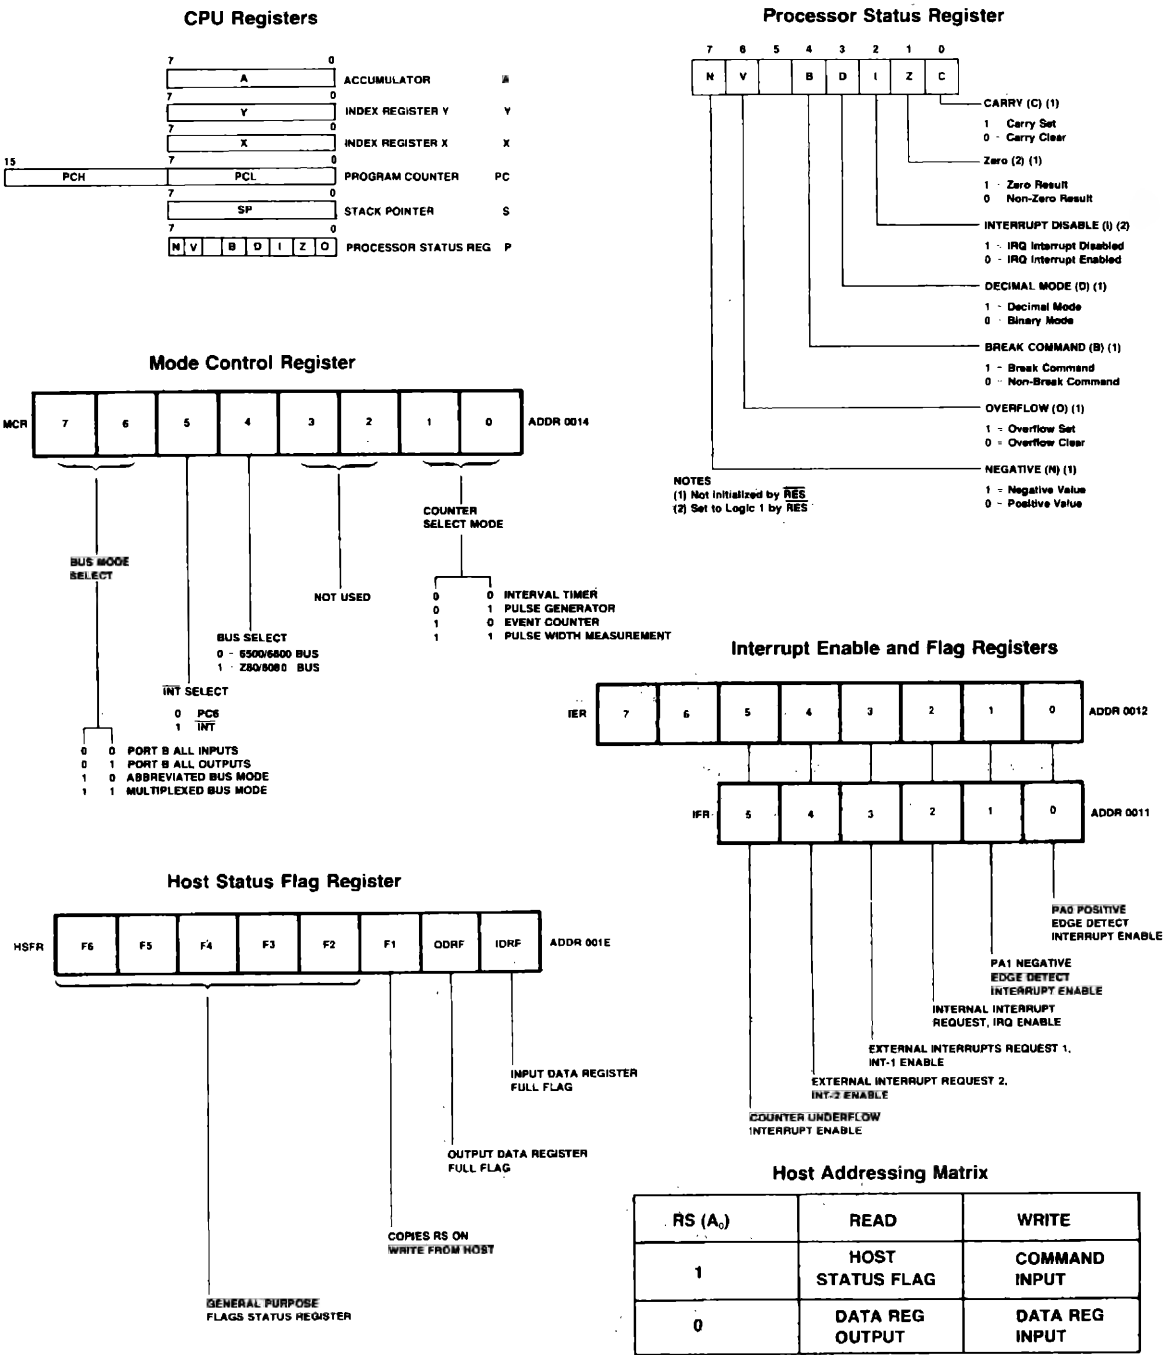 CPU Registers
7 0
A ACCUMULATOR A
7 0
Y INDEX REGISTER Y Y
7 0
X INDEX REGISTER X X
15 7 0
PCH PCL PROGRAM COUNTER PC
7 0
SP STACK POINTER S
7 0
N V B D I Z O PROCESSOR STATUS REG P
Processor Status Register
7 6 5 4 3 2 1 0
N V B D I Z C
CARRY (C) (1)
1 Carry Set
0 - Carry Clear
Zero (2) (1)
1 - Zero Result
0 Non-Zero Result
INTERRUPT DISABLE (I) (2)
1 - IRQ Interrupt Disabled
0 - IRQ Interrupt Enabled
DECIMAL MODE (D) (1)
1 - Decimal Mode
0 - Binary Mode
BREAK COMMAND (B) (1)
1 - Break Command
0 - Non-Break Command
OVERFLOW (O) (1)
1 = Overflow Set
0 = Overflow Clear
NEGATIVE (N) (1)
1 = Negative Value
0 - Positive Value
NOTES
(1) Not Initialized by RES
(2) Set to Logic 1 by RES
Mode Control Register
MCR 7 6 5 4 3 2 1 0 ADDR 0014
COUNTER
SELECT MODE
0 0 INTERVAL TIMER
0 1 PULSE GENERATOR
1 0 EVENT COUNTER
1 1 PULSE WIDTH MEASUREMENT
NOT USED
BUS SELECT
0 - 6500/6800 BUS
1 - Z80/8080 BUS
INT SELECT
0 PC6
1 INT
BUS MODE
SELECT
0 0 PORT B ALL INPUTS
0 1 PORT B ALL OUTPUTS
1 0 ABBREVIATED BUS MODE
1 1 MULTIPLEXED BUS MODE
Interrupt Enable and Flag Registers
IER 7 6 5 4 3 2 1 0 ADDR 0012
IFR 5 4 3 2 1 0 ADDR 0011
PA0 POSITIVE
EDGE DETECT
INTERRUPT ENABLE
PA1 NEGATIVE
EDGE DETECT
INTERRUPT ENABLE
INTERNAL INTERRUPT
REQUEST, IRQ ENABLE
EXTERNAL INTERRUPTS REQUEST 1,
INT-1 ENABLE
EXTERNAL INTERRUPT REQUEST 2,
INT-2 ENABLE
COUNTER UNDERFLOW
INTERRUPT ENABLE
Host Status Flag Register
HSFR F6 F5 F4 F3 F2 F1 ODRF IDRF ADDR 001E
INPUT DATA REGISTER
FULL FLAG
OUTPUT DATA REGISTER
FULL FLAG
COPIES RS ON
WRITE FROM HOST
GENERAL PURPOSE
FLAGS STATUS REGISTER
Host Addressing Matrix
RS (A₀) READ WRITE
1 HOST STATUS FLAG COMMAND INPUT
0 DATA REG OUTPUT DATA REG INPUT